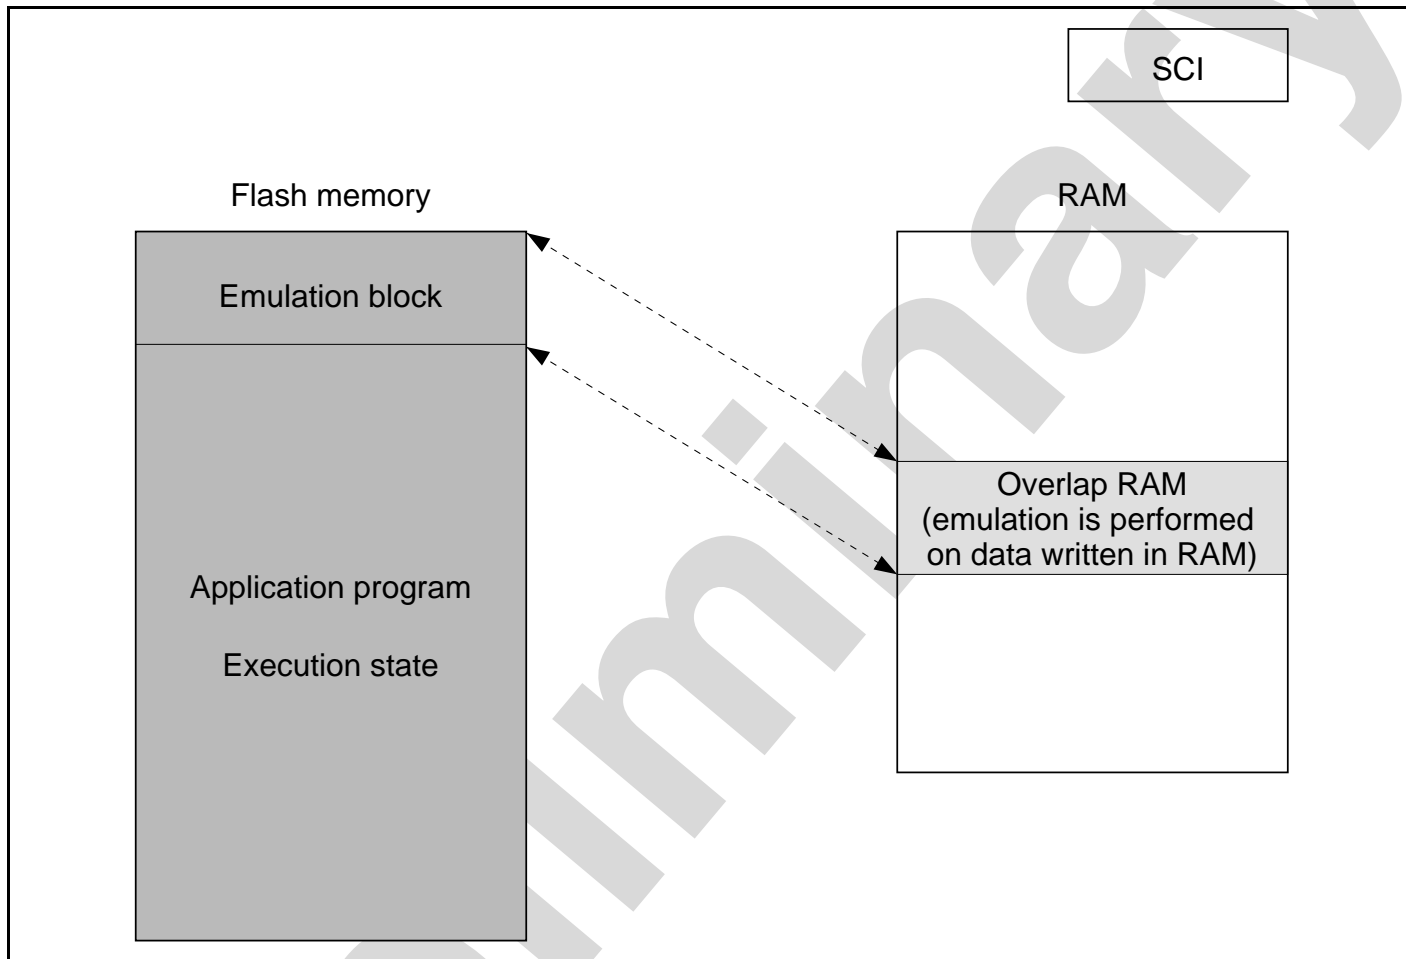 SCI
Flash memory
RAM
Emulation block
Overlap RAM
(emulation is performed
on data written in RAM)
Application program
Execution state